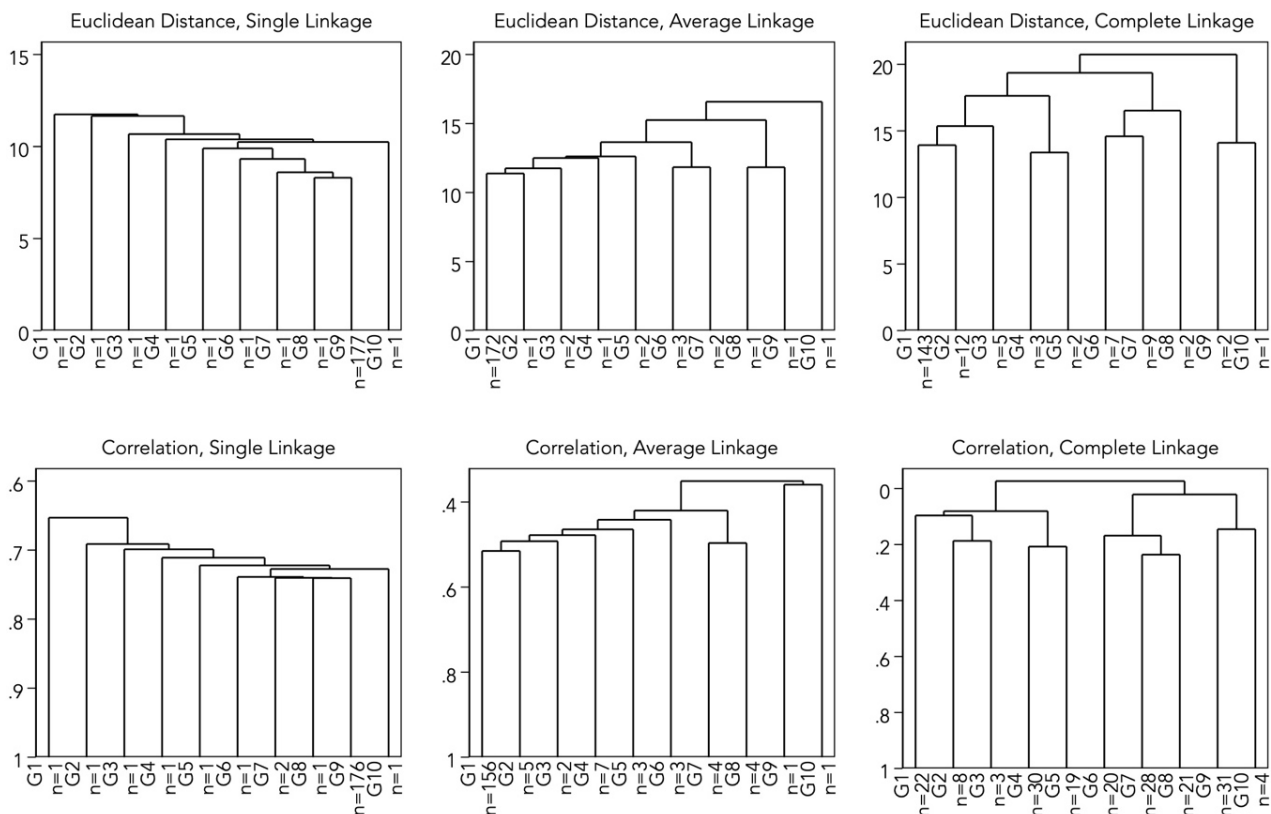 Euclidean Distance, Single Linkage
15
10
5
0
G1
n=1
G2
n=1
G3
n=1
G4
n=1
G5
n=1
G6
n=1
G7
n=1
G8
n=1
G9
n=177
G10
n=1
Euclidean Distance, Average Linkage
20
15
10
5
0
G1
n=172
G2
n=1
G3
n=2
G4
n=1
G5
n=2
G6
n=3
G7
n=2
G8
n=1
G9
n=1
G10
n=1
Euclidean Distance, Complete Linkage
20
15
10
5
0
G1
n=143
G2
n=12
G3
n=5
G4
n=3
G5
n=2
G6
n=7
G7
n=9
G8
n=2
G9
n=2
G10
n=1
Correlation, Single Linkage
.6
.7
.8
.9
1
G1
n=1
G2
n=1
G3
n=1
G4
n=1
G5
n=1
G6
n=1
G7
n=2
G8
n=1
G9
n=176
G10
n=1
Correlation, Average Linkage
.4
.6
.8
1
G1
n=156
G2
n=5
G3
n=2
G4
n=7
G5
n=3
G6
n=3
G7
n=4
G8
n=4
G9
n=1
G10
n=1
Correlation, Complete Linkage
0
.2
.4
.6
.8
1
G1
n=22
G2
n=8
G3
n=3
G4
n=30
G5
n=19
G6
n=20
G7
n=28
G8
n=21
G9
n=31
G10
n=4